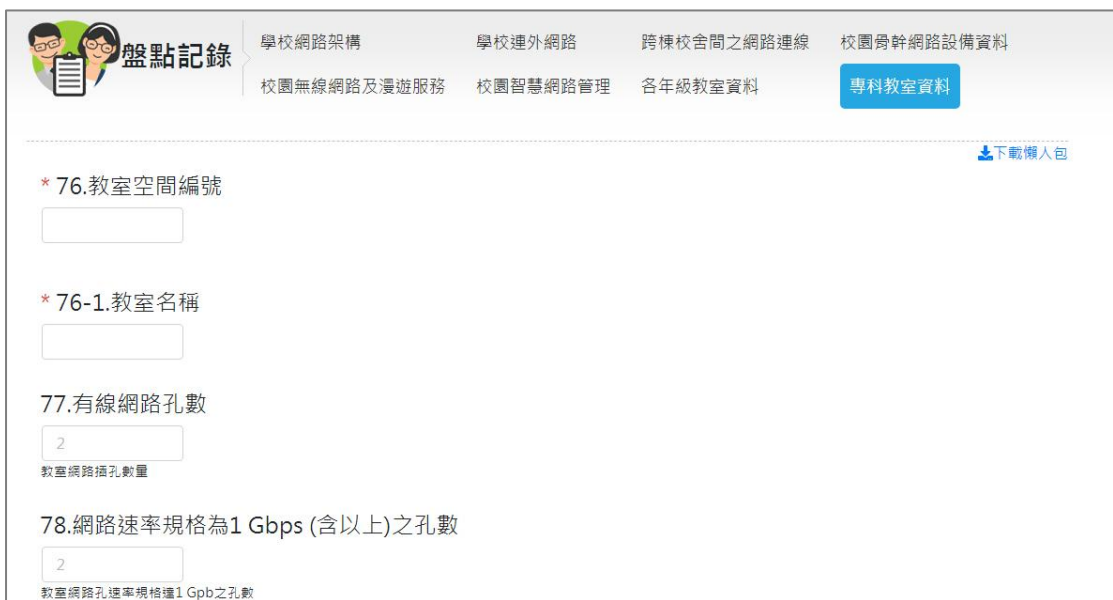 盤點記錄
學校網路架構 學校連外網路 跨棟校舍間之網路連線 校園骨幹網路設備資料
校園無線網路及漫遊服務 校園智慧網路管理 各年級教室資料 專科教室資料
下載懶人包
* 76.教室空間編號
* 76-1.教室名稱
77.有線網路孔數
2
教室網路插孔數量
78.網路速率規格為1 Gbps (含以上)之孔數
2
教室網路孔速率規格達1 Gpb之孔數